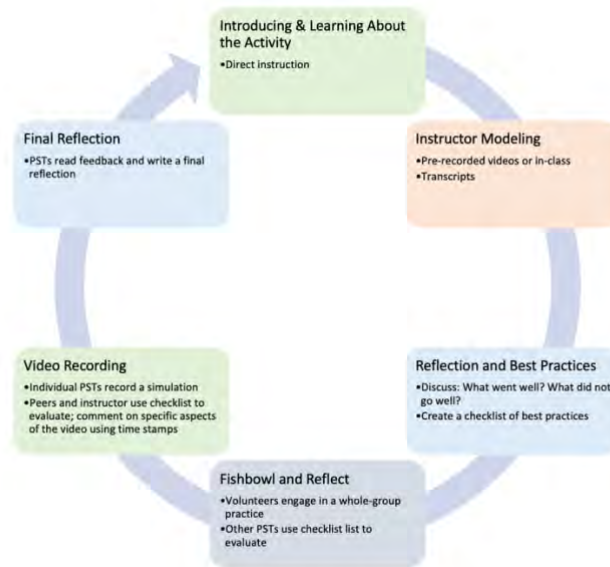 Introducing & Learning About
the Activity
•Direct instruction
Instructor Modeling
•Pre-recorded videos or in-class
•Transcripts
Reflection and Best Practices
•Discuss: What went well? What did not
go well?
•Create a checklist of best practices
Fishbowl and Reflect
•Volunteers engage in a whole-group
practice
•Other PSTs use checklist list to
evaluate
Video Recording
•Individual PSTs record a simulation
•Peers and instructor use checklist to
evaluate; comment on specific aspects
of the video using time stamps
Final Reflection
•PSTs read feedback and write a final
reflection